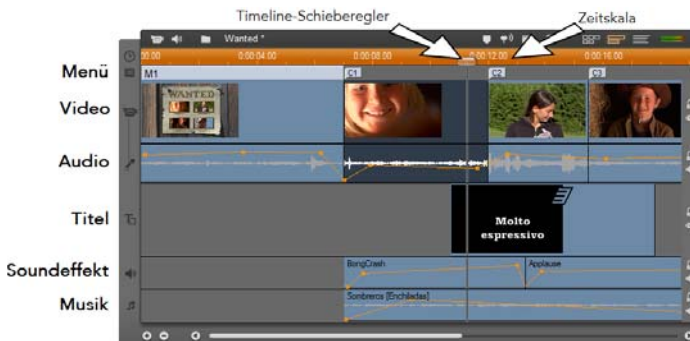 Timeline-Schieberegler
Zeitskala
Wanted *
00.00
0:00:04.00
0:00:08.00
0:00:12.00
0:00:16.00
Menü
M1
C1
C2
C3
Video
WANTED
Audio
Titel
Molto
espressivo
Soundeffekt
BongCrash
Applause
Musik
Sombreros [Enchiladas]